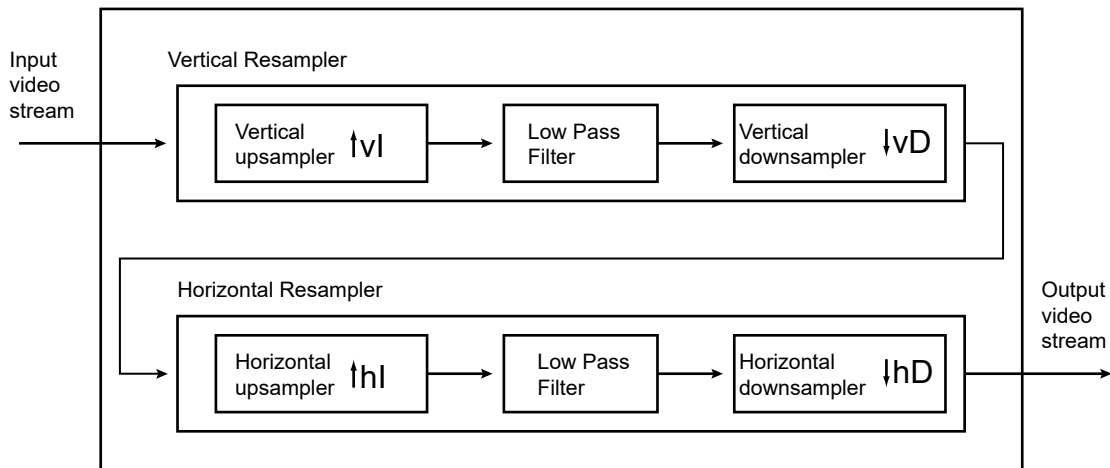 Input
video
stream
Vertical Resampler
Vertical
upsampler
↑vI
Low Pass
Filter
Vertical
downsampler
↓vD
Horizontal Resampler
Horizontal
upsampler
↑hI
Low Pass
Filter
Horizontal
downsampler
↓hD
Output
video
stream